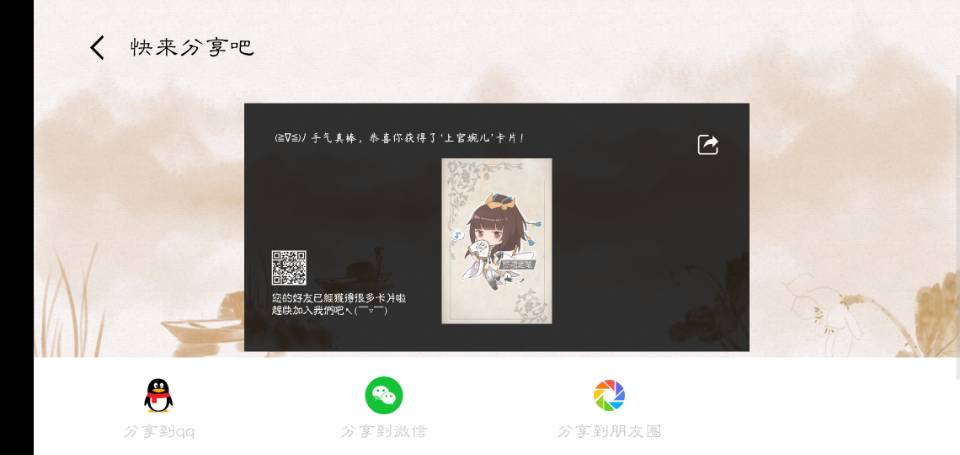 快来分享吧
(≧∇≦)ﾉ 手气真棒，恭喜你获得了'上官婉儿'卡片！
您的好友已經獲得很多卡片啦
趕快加入我們吧↖(￣▽￣)
分享到qq
分享到微信
分享到朋友圈